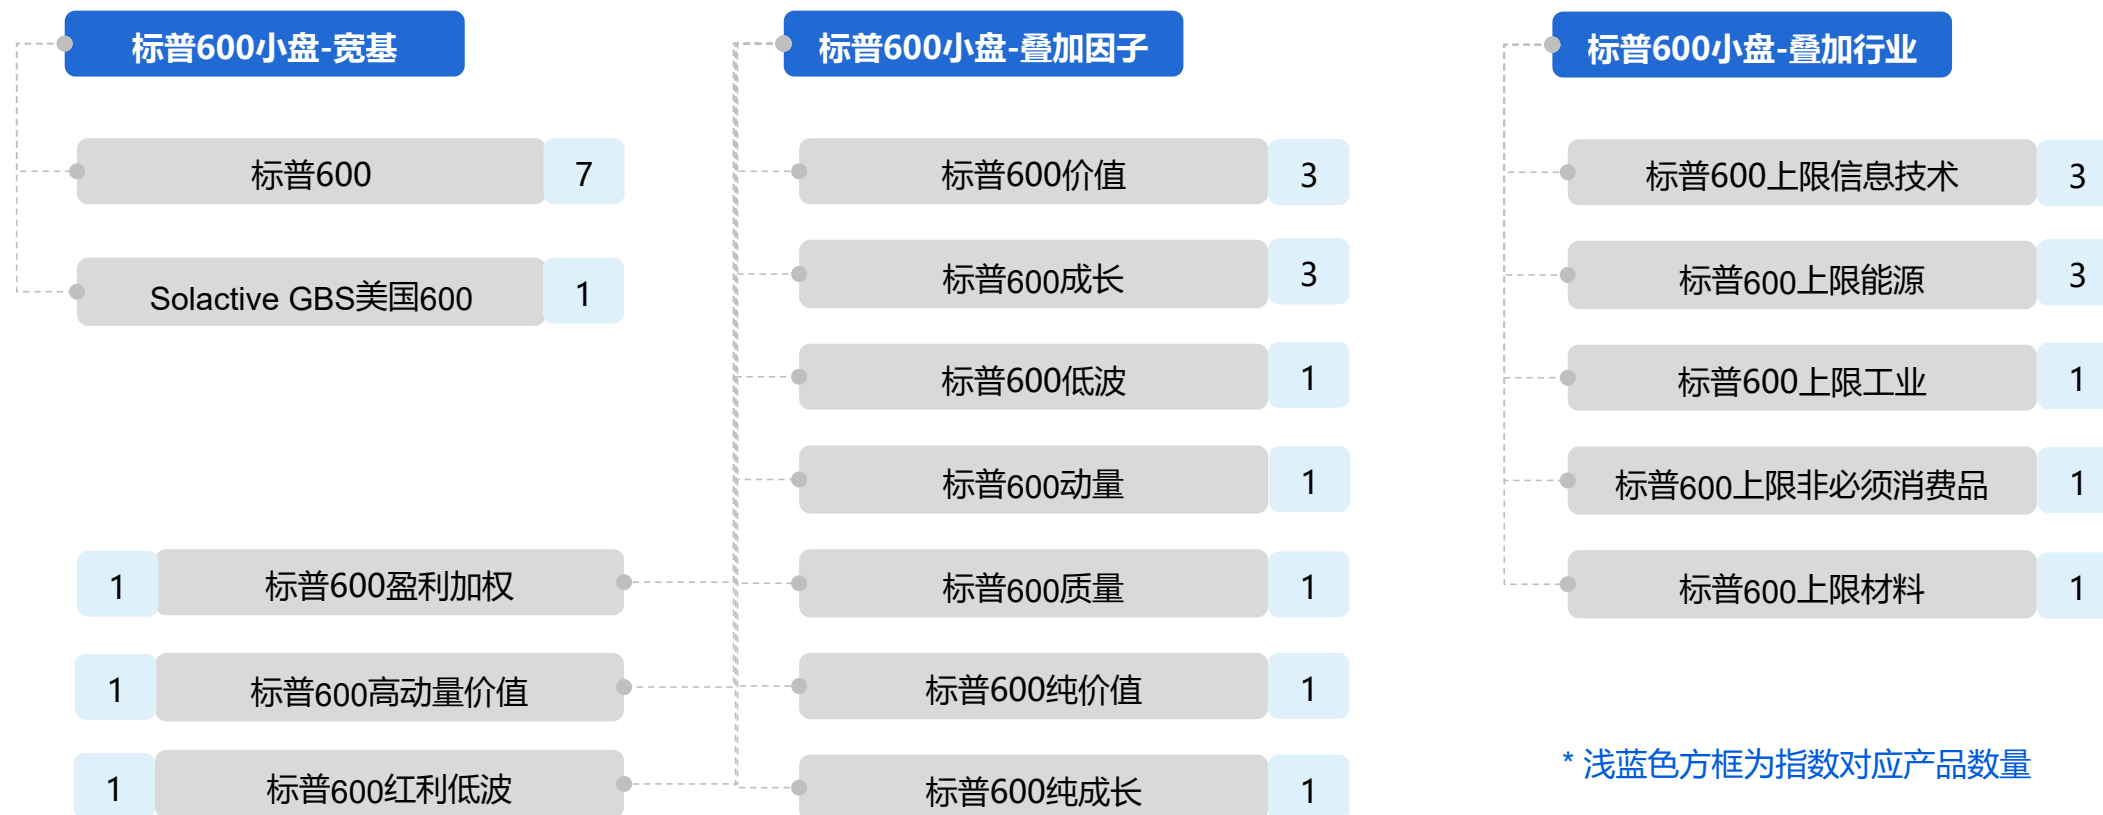 标普600小盘-宽基
标普600
7
Solactive GBS美国600
1
标普600小盘-叠加因子
标普600价值
3
标普600成长
3
标普600低波
1
标普600动量
1
标普600质量
1
标普600纯价值
1
标普600纯成长
1
1
标普600盈利加权
1
标普600高动量价值
1
标普600红利低波
标普600小盘-叠加行业
标普600上限信息技术
3
标普600上限能源
3
标普600上限工业
1
标普600上限非必须消费品
1
标普600上限材料
1
* 浅蓝色方框为指数对应产品数量